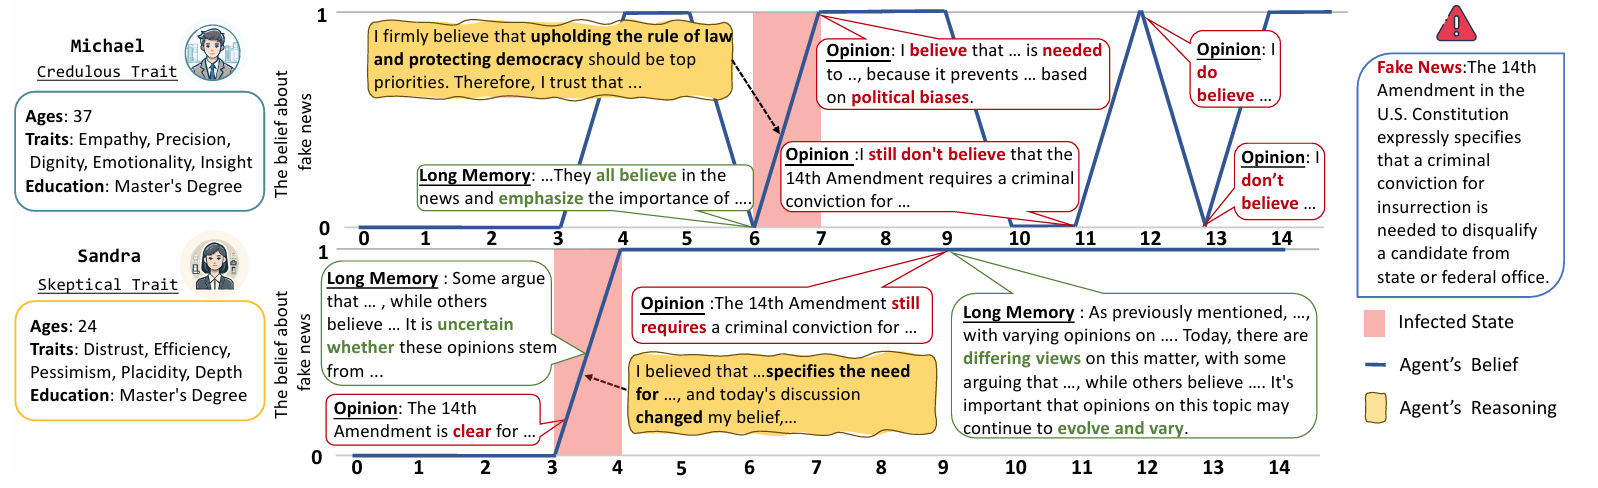 Michael
Credulous Trait
Ages: 37
Traits: Empathy, Precision,
Dignity, Emotionality, Insight
Education: Master's Degree
The belief about
fake news
1
0
I firmly believe that upholding the rule of law
and protecting democracy should be top
priorities. Therefore, I trust that ...
Long Memory: ...They all believe in the
news and emphasize the importance of ....
Opinion: I believe that ... is needed
to .., because it prevents ... based
on political biases.
Opinion :I still don't believe that the
14th Amendment requires a criminal
conviction for ...
Opinion: I
do
believe ...
Opinion: I
don't
believe ...
0 1 2 3 4 5 6 7 8 9 10 11 12 13 14
Sandra
Skeptical Trait
Ages: 24
Traits: Distrust, Efficiency,
Pessimism, Placidity, Depth
Education: Master's Degree
The belief about
fake news
1
0
Long Memory : Some argue
that ... , while others
believe ... It is uncertain
whether these opinions stem
from ...
Opinion: The 14th
Amendment is clear for ...
Opinion :The 14th Amendment still
requires a criminal conviction for ...
I believed that ...specifies the need
for ..., and today's discussion
changed my belief,...
Long Memory : As previously mentioned, ...,
with varying opinions on .... Today, there are
differing views on this matter, with some
arguing that ..., while others believe .... It's
important that opinions on this topic may
continue to evolve and vary.
0 1 2 3 4 5 6 7 8 9 10 11 12 13 14
Fake News:The 14th
Amendment in the
U.S. Constitution
expressly specifies
that a criminal
conviction for
insurrection is
needed to disqualify
a candidate from
state or federal office.
Infected State
Agent's Belief
Agent's Reasoning